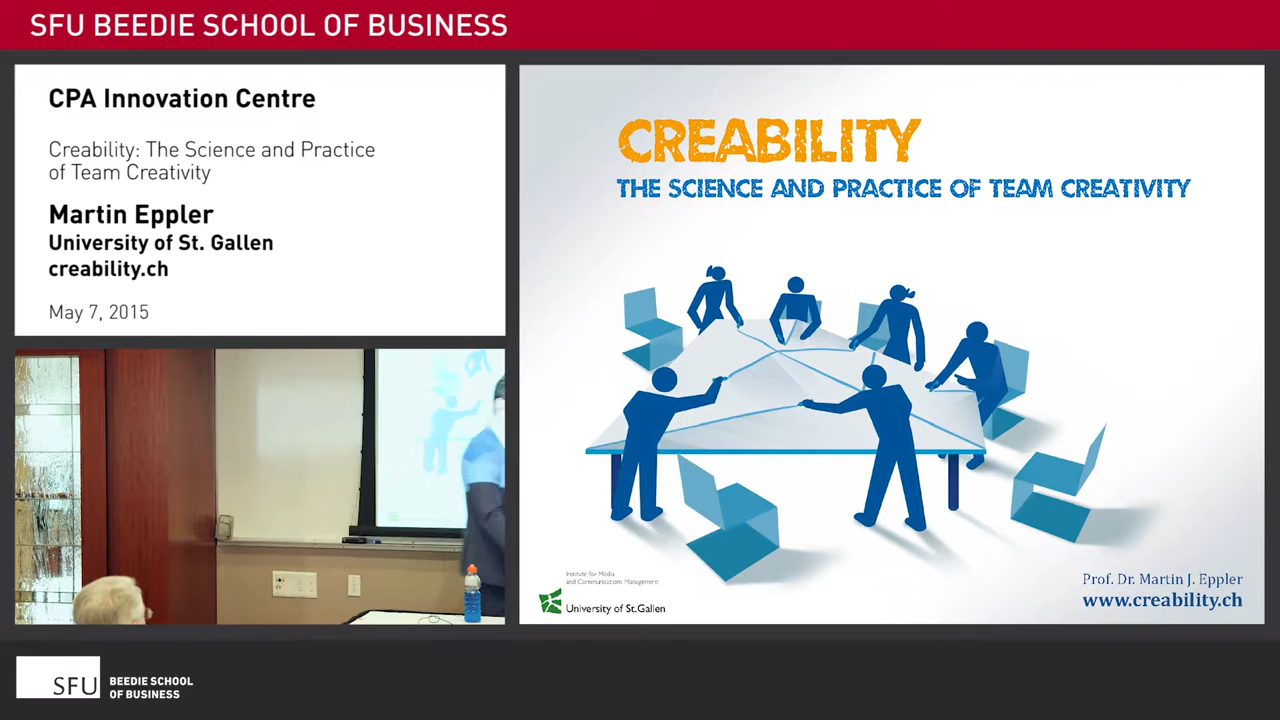 SFU BEEDIE SCHOOL OF BUSINESS
CPA Innovation Centre
Creability: The Science and Practice
of Team Creativity
Martin Eppler
University of St. Gallen
creability.ch
May 7, 2015
CREABILITY
THE SCIENCE AND PRACTICE OF TEAM CREATIVITY
Institute for Media
and Communications Management
University of St.Gallen
Prof. Dr. Martin J. Eppler
www.creability.ch
SFU
BEEDIE SCHOOL
OF BUSINESS